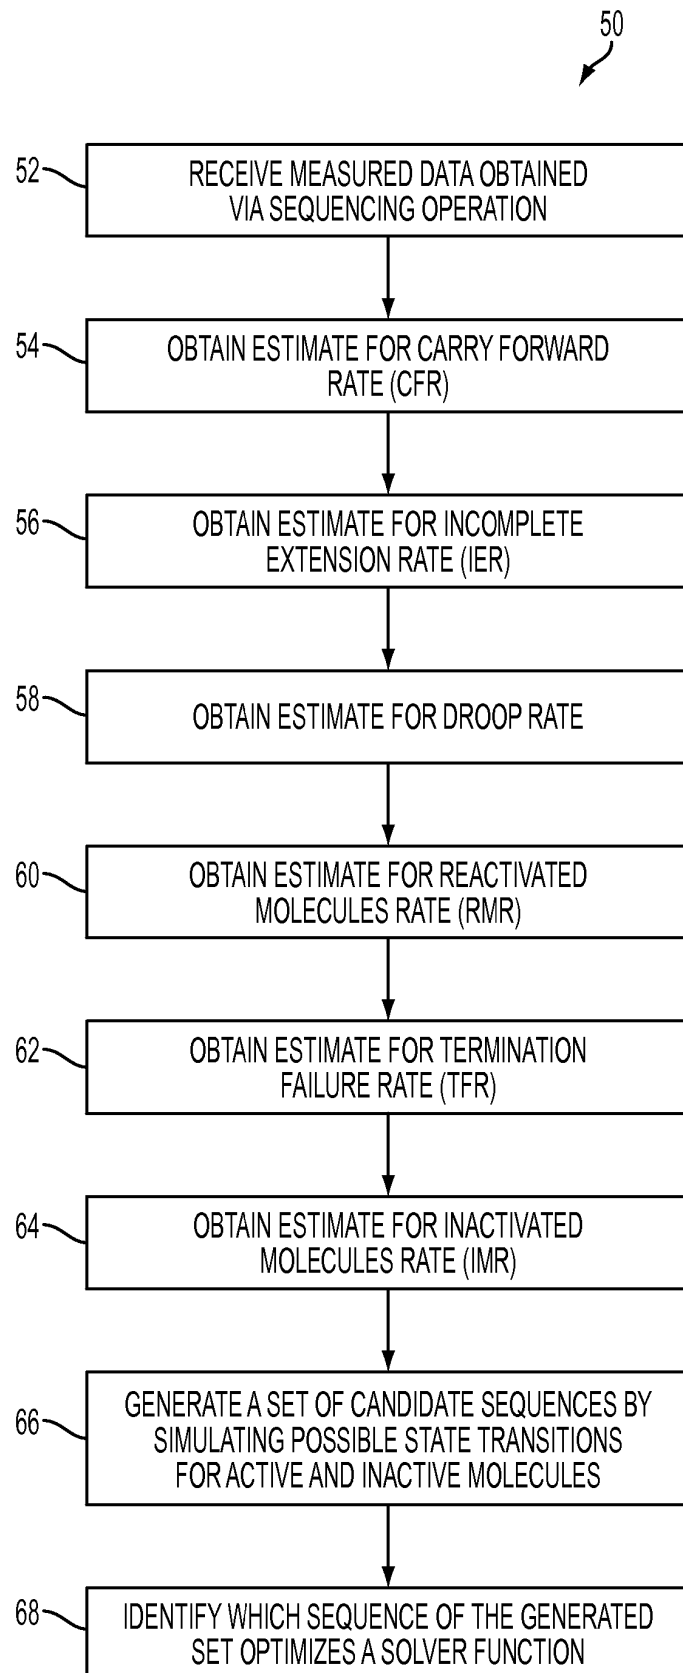 50
52
RECEIVE MEASURED DATA OBTAINED
VIA SEQUENCING OPERATION
54
OBTAIN ESTIMATE FOR CARRY FORWARD
RATE (CFR)
56
OBTAIN ESTIMATE FOR INCOMPLETE
EXTENSION RATE (IER)
58
OBTAIN ESTIMATE FOR DROOP RATE
60
OBTAIN ESTIMATE FOR REACTIVATED
MOLECULES RATE (RMR)
62
OBTAIN ESTIMATE FOR TERMINATION
FAILURE RATE (TFR)
64
OBTAIN ESTIMATE FOR INACTIVATED
MOLECULES RATE (IMR)
66
GENERATE A SET OF CANDIDATE SEQUENCES BY
SIMULATING POSSIBLE STATE TRANSITIONS
FOR ACTIVE AND INACTIVE MOLECULES
68
IDENTIFY WHICH SEQUENCE OF THE GENERATED
SET OPTIMIZES A SOLVER FUNCTION